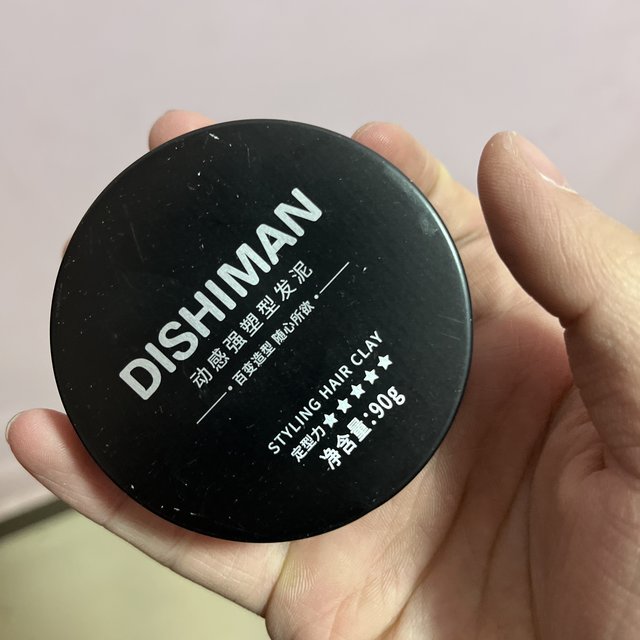 DISHIMAN
动感强塑型发泥
百变造型 随心所欲
STYLING HAIR CLAY
定型力★★★★★
净含量:90g